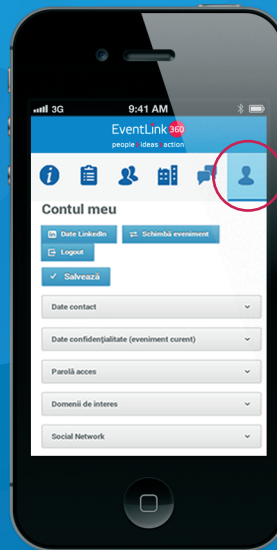 3G 9:41 AM
EventLink 360
people ideas action
Contul meu
in Date LinkedIn
Schimbă eveniment
Logout
Salvează
Date contact
Date confidențialitate (eveniment curent)
Parolă acces
Domenii de interes
Social Network